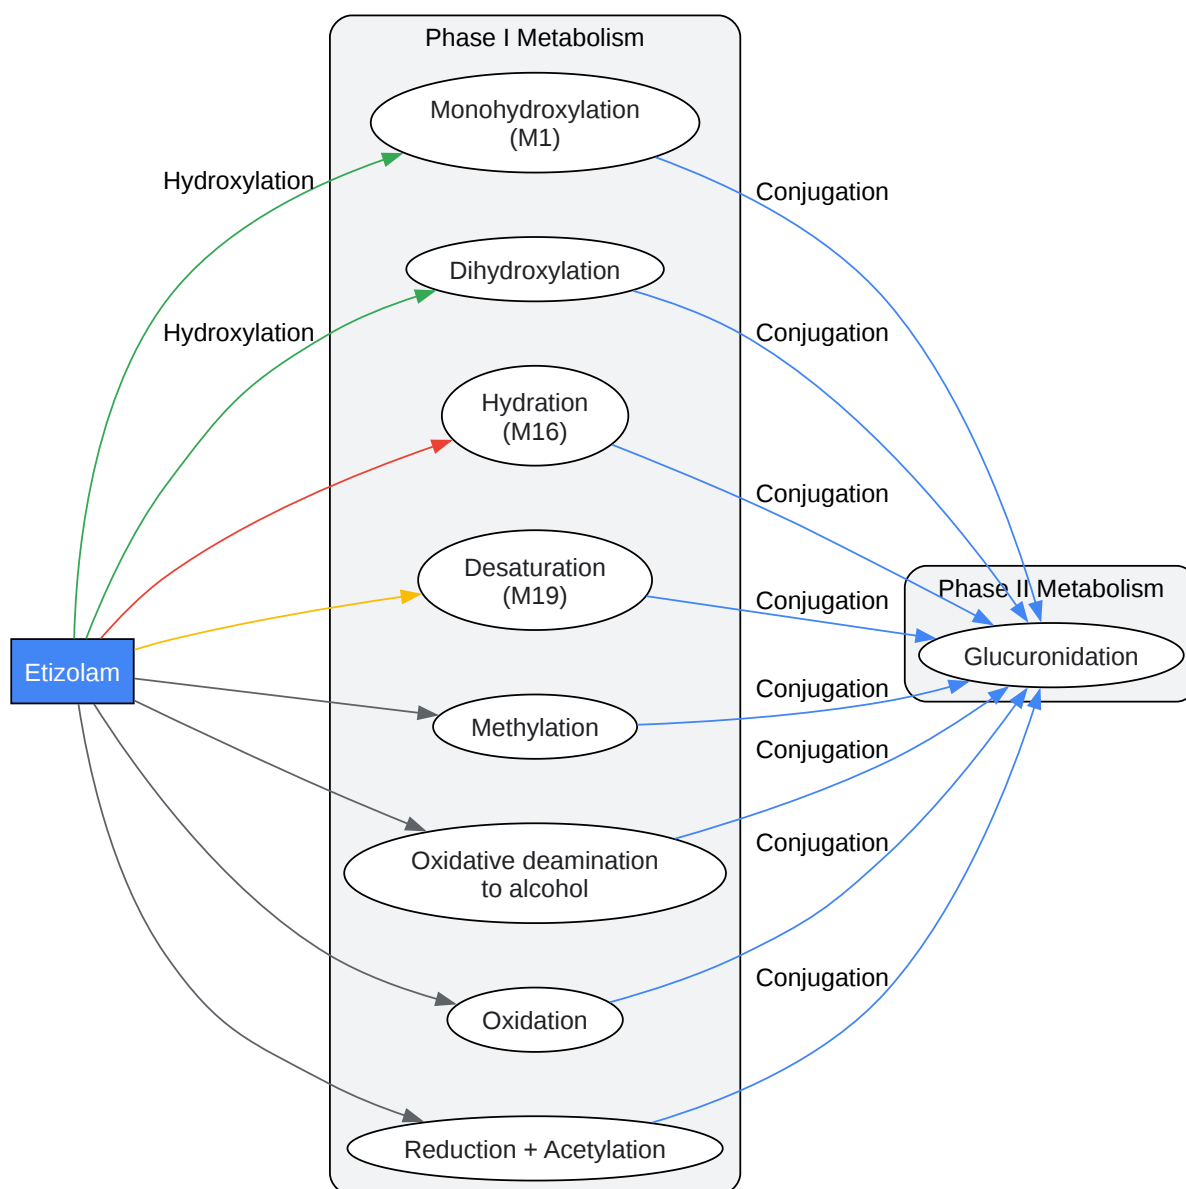 Phase I Metabolism
Monohydroxylation
(M1)
Hydroxylation
Conjugation
Dihydroxylation
Hydroxylation
Conjugation
Hydration
(M16)
Conjugation
Desaturation
(M19)
Conjugation
Phase II Metabolism
Glucuronidation
Etizolam
Methylation
Conjugation
Conjugation
Oxidative deamination
to alcohol
Conjugation
Oxidation
Conjugation
Reduction + Acetylation